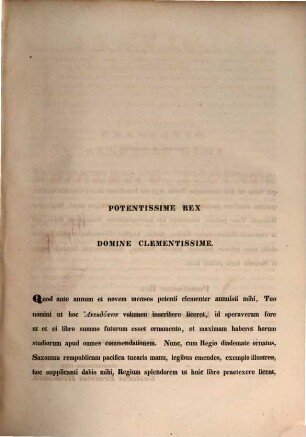 POTENTISSIME REX
DOMINE CLEMENTISSIME.
Quod ante annum et novem menses potenti clementer annuisti mihi, Tuo
nomini ut hoc volumen inscribere liceret, id speraveram fore
ut et ei libro summo futurum esset ornamento, et maximam haberet horum
studiorum apud omnes commendationem. Nunc, cum Regio diademate ornatus,
Saxonum rempublicam pacifica tuearis manu, legibus emendes, exemplo illustres,
hoc supplicanti dabis mihi, Regium splendorem ut huic libro praetexere liceat,